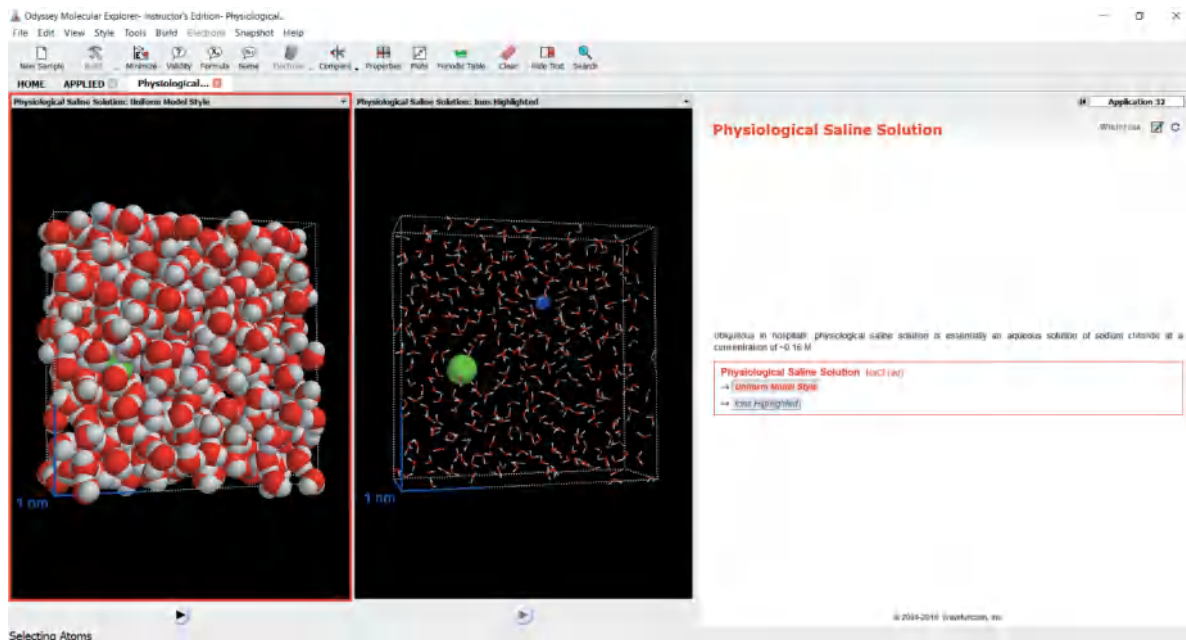 Odyssey Molecular Explorer- Instructor's Edition- Physiological..
File Edit View Style Tools Build Electrons Snapshot Help
New Sample Build Minimize Validity Formula Name Electrons Compare Properties Plots Periodic Table Clear Hide Text Search
HOME APPLIED Physiological...
Physiological Saline Solution: Uniform Model Style
Physiological Saline Solution: Ions Highlighted
Application 32
Physiological Saline Solution
1 nm
1 nm
Ubiquitous in hospitals, physiological saline solution is essentially an aqueous solution of sodium chloride at a
concentration of ~0.16 M
Physiological Saline Solution NaCl (aq)
→ Uniform Model Style
→ Ions Highlighted
Selecting Atoms